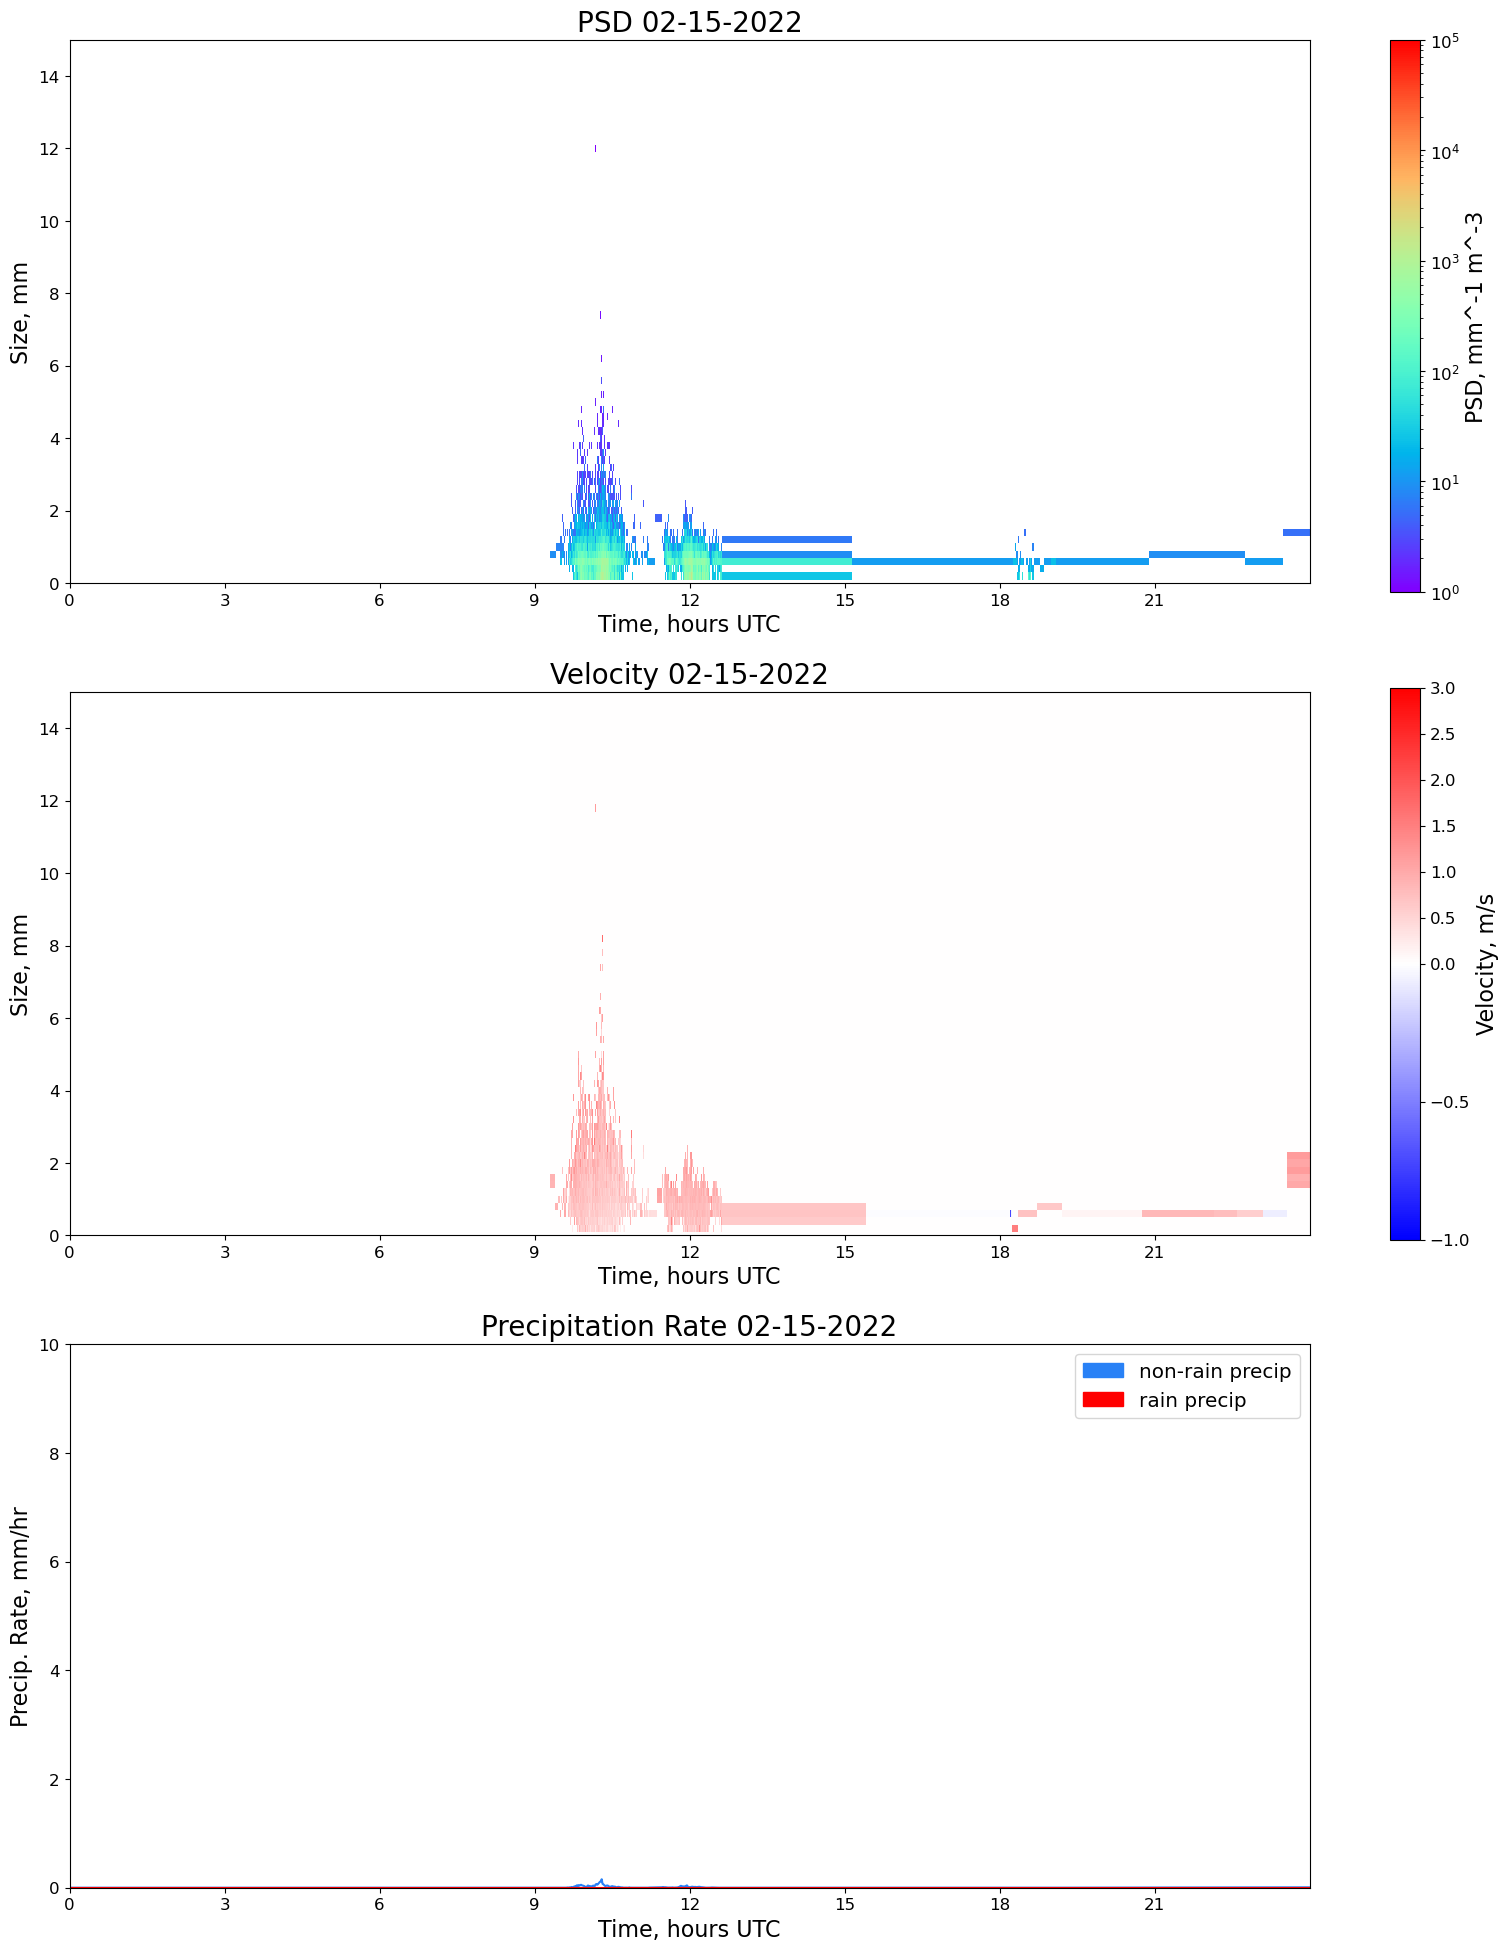 PSD 02-15-2022
Size, mm
14
12
10
8
6
4
2
0
0 3 6 9 12 15 18 21
Time, hours UTC
10^5
10^4
10^3
10^2
10^1
10^0
PSD, mm^-1 m^-3
Velocity 02-15-2022
Size, mm
14
12
10
8
6
4
2
0
0 3 6 9 12 15 18 21
Time, hours UTC
3.0
2.5
2.0
1.5
1.0
0.5
0.0
−0.5
−1.0
Velocity, m/s
Precipitation Rate 02-15-2022
Precip. Rate, mm/hr
10
8
6
4
2
0
0 3 6 9 12 15 18 21
Time, hours UTC
non-rain precip
rain precip